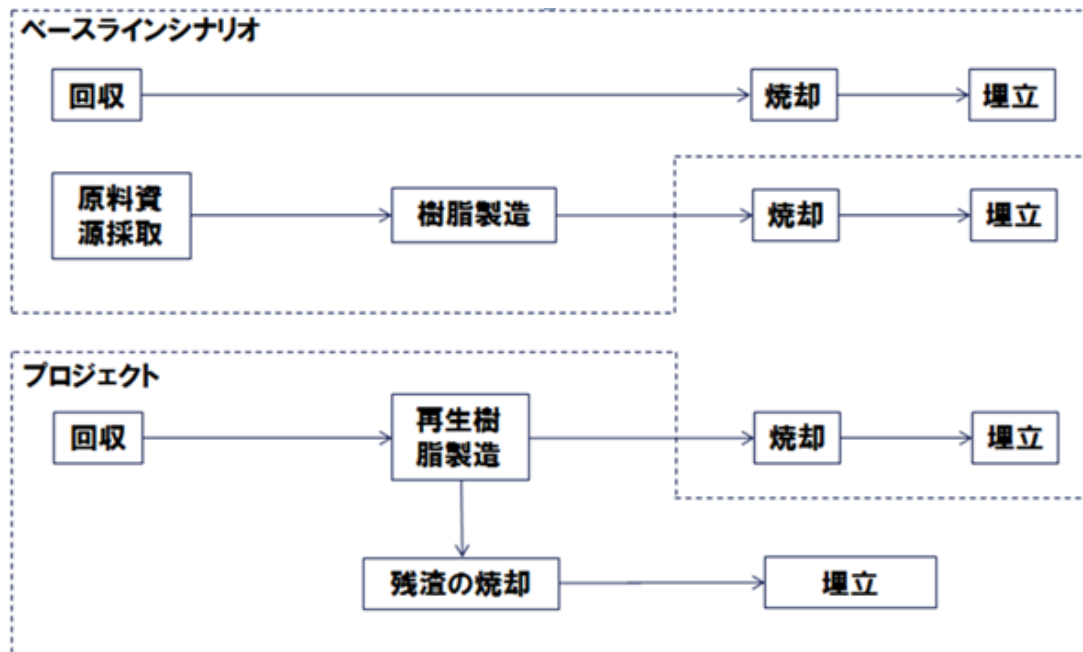 ベースラインシナリオ
回収
焼却
埋立
原料資
源採取
樹脂製造
焼却
埋立
プロジェクト
回収
再生樹
脂製造
焼却
埋立
残渣の焼却
埋立